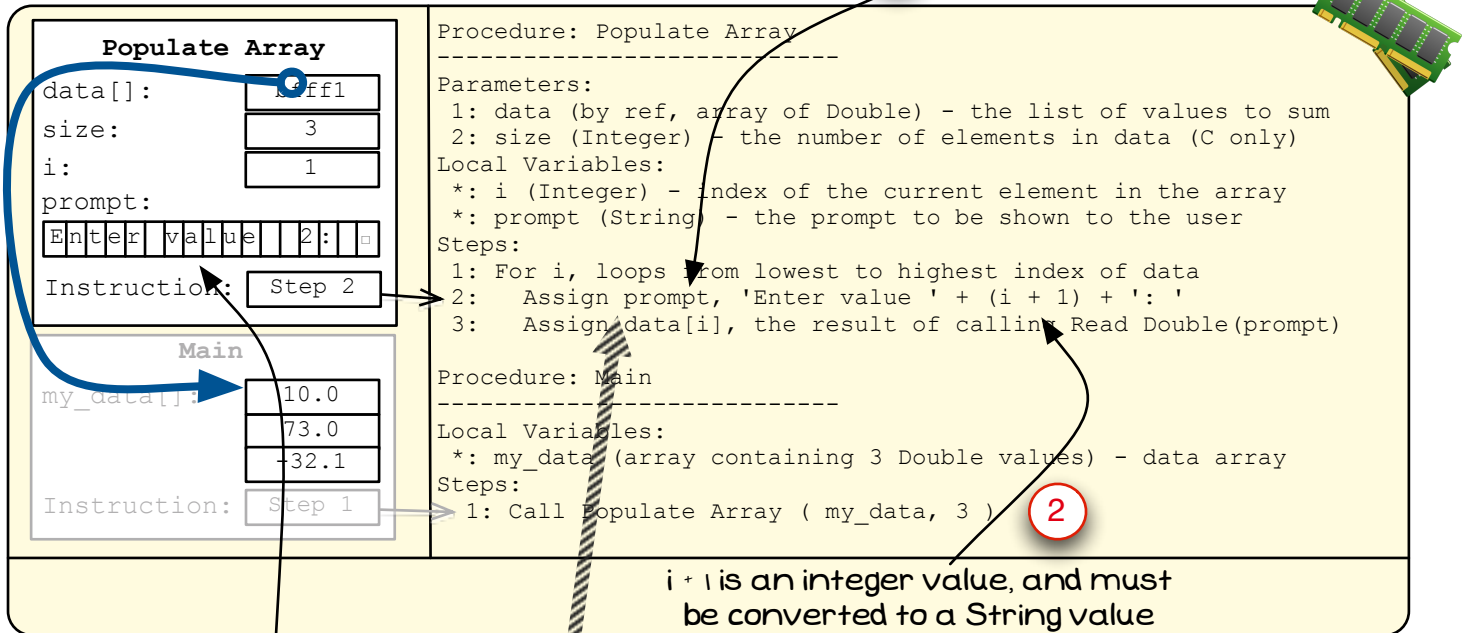 Populate Array
data[]: bfff1
size: 3
i: 1
prompt:
Enter value 2:
Instruction: Step 2
Main
my_data[]: 10.0
73.0
-32.1
Instruction: Step 1
Procedure: Populate Array
----------------------------
Parameters:
1: data (by ref, array of Double) - the list of values to sum
2: size (Integer) - the number of elements in data (C only)
Local Variables:
*: i (Integer) - index of the current element in the array
*: prompt (String) - the prompt to be shown to the user
Steps:
1: For i, loops from lowest to highest index of data
2: Assign prompt, 'Enter value ' + (i + 1) + ': '
3: Assign data[i], the result of calling Read Double(prompt)
Procedure: Main
----------------------------
Local Variables:
*: my_data (array containing 3 Double values) - data array
Steps:
1: Call Populate Array ( my_data, 3 )
2
i + 1 is an integer value, and must
be converted to a String value